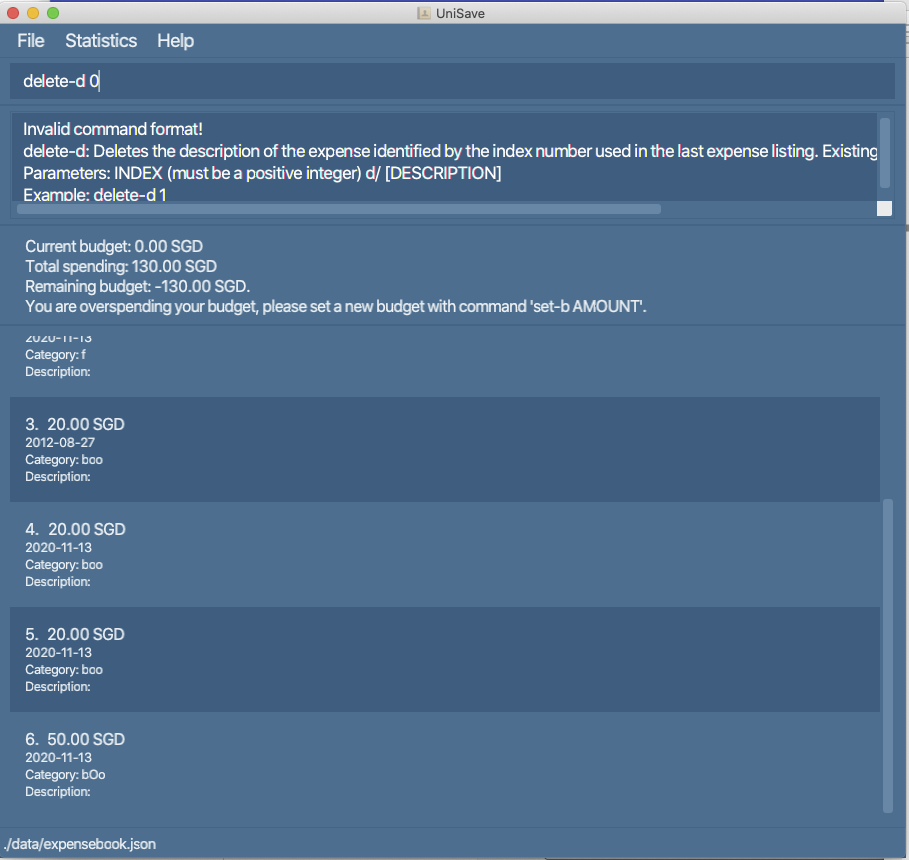 UniSave
File Statistics Help
delete-d 0
Invalid command format!
delete-d: Deletes the description of the expense identified by the index number used in the last expense listing. Existing
Parameters: INDEX (must be a positive integer) d/ [DESCRIPTION]
Example: delete-d 1
Current budget: 0.00 SGD
Total spending: 130.00 SGD
Remaining budget: -130.00 SGD.
You are overspending your budget, please set a new budget with command 'set-b AMOUNT'.
2020-11-13
Category: f
Description:
3. 20.00 SGD
2012-08-27
Category: boo
Description:
4. 20.00 SGD
2020-11-13
Category: boo
Description:
5. 20.00 SGD
2020-11-13
Category: boo
Description:
6. 50.00 SGD
2020-11-13
Category: bOo
Description:
./data/expensebook.json